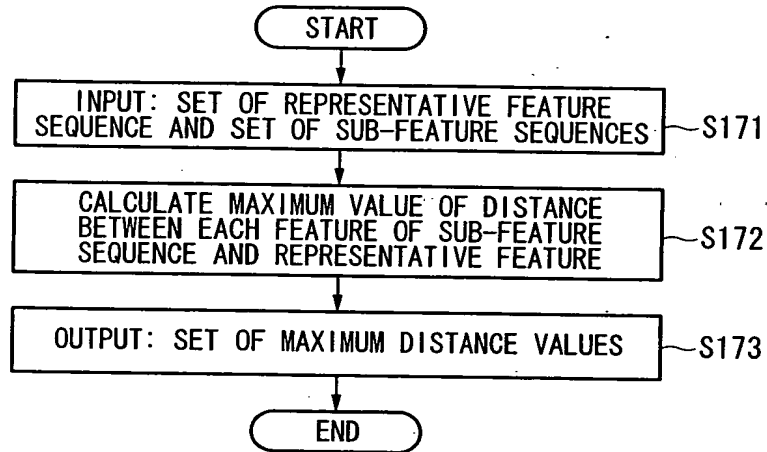 START
INPUT: SET OF REPRESENTATIVE FEATURE
SEQUENCE AND SET OF SUB-FEATURE SEQUENCES
S171
CALCULATE MAXIMUM VALUE OF DISTANCE
BETWEEN EACH FEATURE OF SUB-FEATURE
SEQUENCE AND REPRESENTATIVE FEATURE
S172
OUTPUT: SET OF MAXIMUM DISTANCE VALUES
S173
END